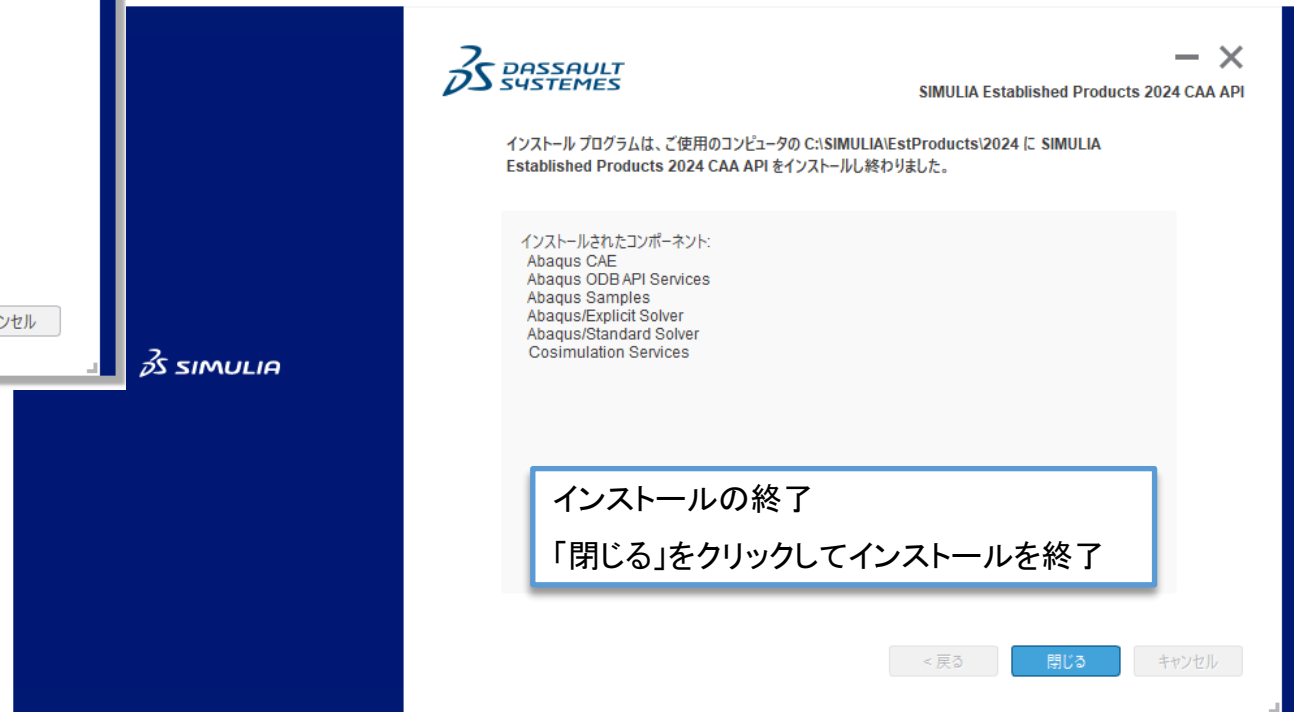 DASSAULT
SYSTEMES
SIMULIA Established Products 2024 CAA API
インストール プログラムは、ご使用のコンピュータの C:\SIMULIA\EstProducts\2024 に SIMULIA
Established Products 2024 CAA API をインストールし終わりました。
インストールされたコンポーネント:
Abaqus CAE
Abaqus ODB API Services
Abaqus Samples
Abaqus/Explicit Solver
Abaqus/Standard Solver
Cosimulation Services
ンセル
SIMULIA
インストールの終了
「閉じる」をクリックしてインストールを終了
< 戻る
閉じる
キャンセル